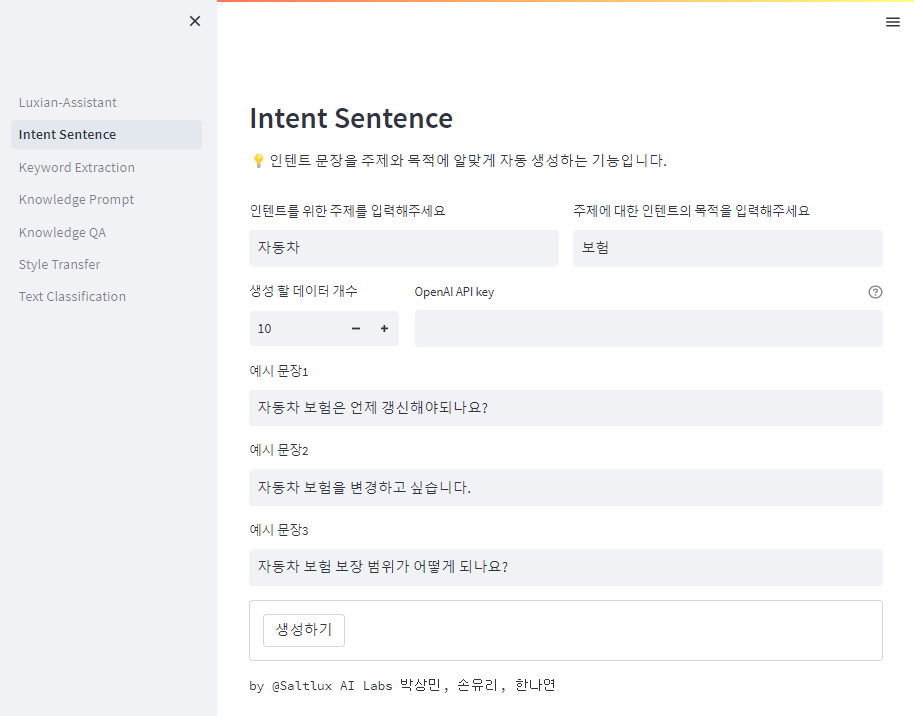 Luxian-Assistant
Intent Sentence
Keyword Extraction
Knowledge Prompt
Knowledge QA
Style Transfer
Text Classification
Intent Sentence
💡 인텐트 문장을 주제와 목적에 알맞게 자동 생성하는 기능입니다.
인텐트를 위한 주제를 입력해주세요
자동차
주제에 대한 인텐트의 목적을 입력해주세요
보험
생성 할 데이터 개수
10
OpenAI API key
예시 문장1
자동차 보험은 언제 갱신해야되나요?
예시 문장2
자동차 보험을 변경하고 싶습니다.
예시 문장3
자동차 보험 보장 범위가 어떻게 되나요?
생성하기
by @Saltlux AI Labs 박상민, 손유리, 한나연